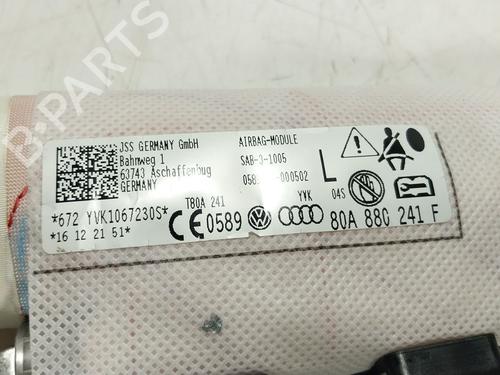 B-PARTS
JSS GERMANY GmbH
Bahnweg 1
63743 Aschaffenbug
GERMANY
AIRBAG-MODULE
SAB-3-1005
000502
L
YVK
04S
T80A 241
*672 YVK1067230S*
*16 12 21 51*
CE 0589
80A 880 241 F